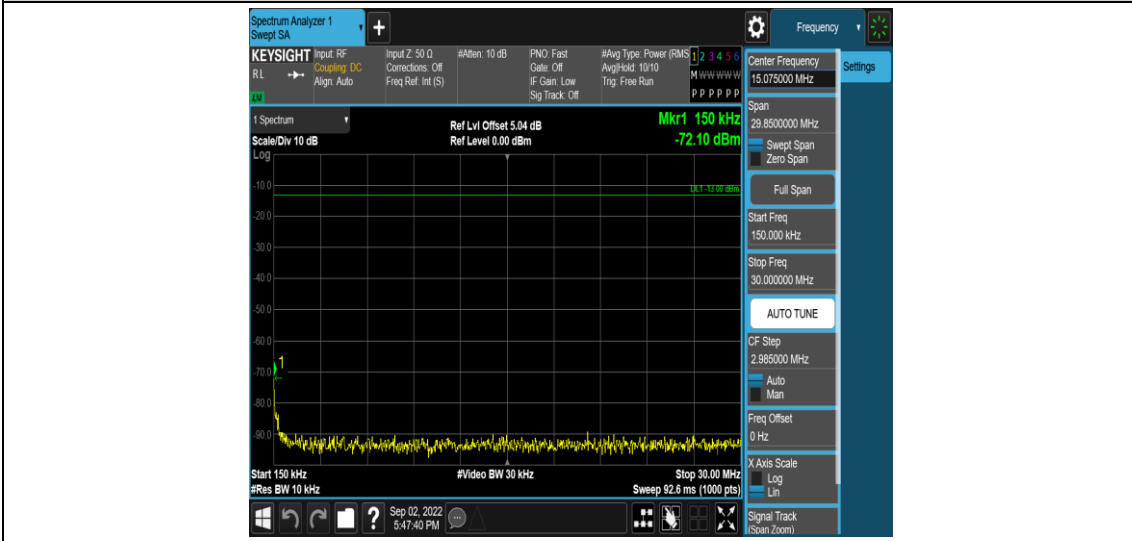 Spectrum Analyzer 1
Swept SA
+
Frequency
KEYSIGHT
RL
Input: RF
Coupling: DC
Align: Auto
Input Z: 50 Ω
Corrections: Off
Freq Ref: Int (S)
#Atten: 10 dB
PNO: Fast
Gate: Off
IF Gain: Low
Sig Track: Off
#Avg Type: Power (RMS
Avg|Hold: 10/10
Trig: Free Run
1 2 3 4 5 6
M W W W W W
P P P P P P
1 Spectrum
Scale/Div 10 dB
Log
Ref Lvl Offset 5.04 dB
Ref Level 0.00 dBm
Mkr1 150 kHz
-72.10 dBm
DL1 -13.00 dBm
-10.0
-20.0
-30.0
-40.0
-50.0
-60.0
-70.0
-80.0
-90.0
1
Start 150 kHz
#Res BW 10 kHz
#Video BW 30 kHz
Stop 30.00 MHz
Sweep 92.6 ms (1000 pts)
?
Sep 02, 2022
5:47:40 PM
Center Frequency
15.075000 MHz
Settings
Span
29.8500000 MHz
Swept Span
Zero Span
Full Span
Start Freq
150.000 kHz
Stop Freq
30.000000 MHz
AUTO TUNE
CF Step
2.985000 MHz
Auto
Man
Freq Offset
0 Hz
X Axis Scale
Log
Lin
Signal Track
(Span Zoom)